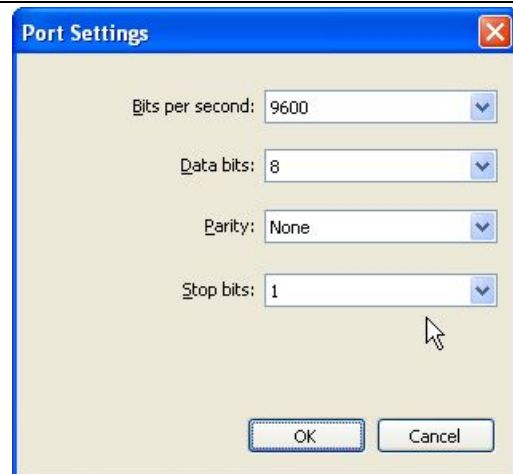 Port Settings
Bits per second: 9600
Data bits: 8
Parity: None
Stop bits: 1
OK Cancel